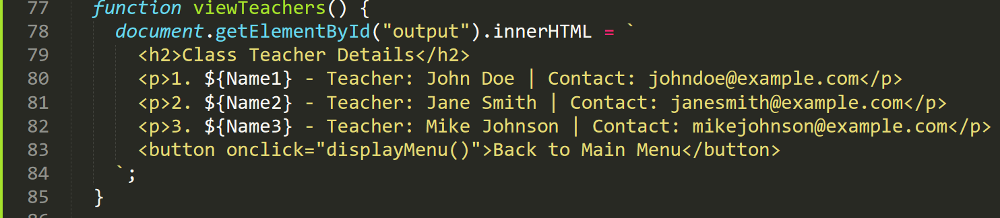 77 function viewTeachers() {
78 document.getElementById("output").innerHTML = `
79 <h2>Class Teacher Details</h2>
80 <p>1. ${Name1} - Teacher: John Doe | Contact: johndoe@example.com</p>
81 <p>2. ${Name2} - Teacher: Jane Smith | Contact: janesmith@example.com</p>
82 <p>3. ${Name3} - Teacher: Mike Johnson | Contact: mikejohnson@example.com</p>
83 <button onclick="displayMenu()">Back to Main Menu</button>
84 `;
85 }
86